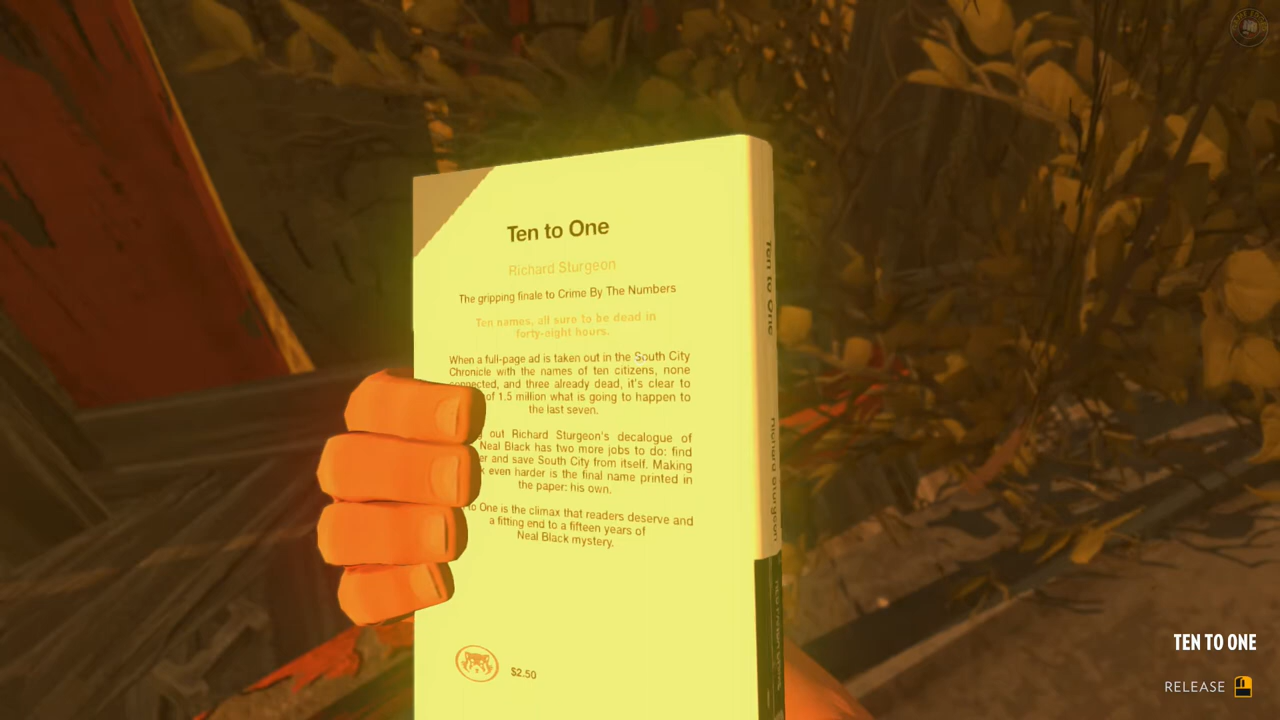 Ten to One
Richard Sturgeon
The gripping finale to Crime By The Numbers
Ten names, all sure to be dead in
forty-eight hours.
When a full-page ad is taken out in the South City
Chronicle with the names of ten citizens, none
connected, and three already dead, it's clear to
of 1.5 million what is going to happen to
the last seven.
out Richard Sturgeon's decalogue of
Neal Black has two more jobs to do: find
and save South City from itself. Making
even harder is the final name printed in
the paper: his own.
to One is the climax that readers deserve and
a fitting end to a fifteen years of
Neal Black mystery.
$2.50
Ten to One
Richard Sturgeon
TEN TO ONE
RELEASE